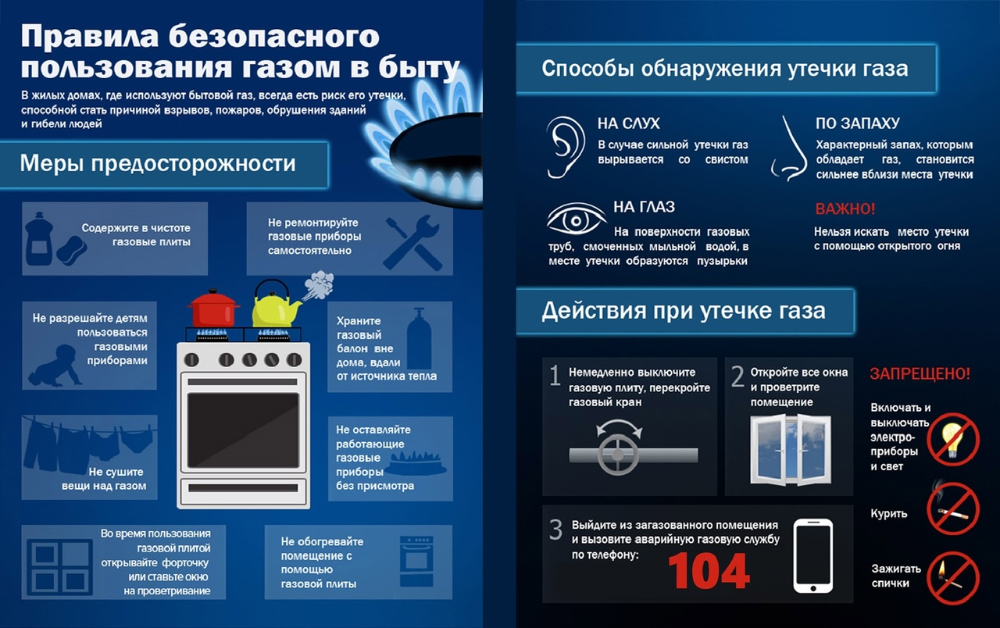 Правила безопасного
пользования газом в быту
В жилых домах, где используют бытовой газ, всегда есть риск его утечки,
способной стать причиной взрывов, пожаров, обрушения зданий
и гибели людей
Меры предосторожности
Содержите в чистоте
газовые плиты
Не ремонтируйте
газовые приборы
самостоятельно
Не разрешайте детям
пользоваться
газовыми
приборами
Храните
газовый
балон вне
дома, вдали
от источника тепла
Не сушите
вещи над газом
Не оставляйте
работающие
газовые
приборы
без присмотра
Во время пользования
газовой плитой
открывайте форточку
или ставьте окно
на проветривание
Не обогревайте
помещение с
помощью
газовой плиты
Способы обнаружения утечки газа
НА СЛУХ
В случае сильной утечки газ
вырывается со свистом
ПО ЗАПАХУ
Характерный запах, которым
обладает газ, становится
сильнее вблизи места утечки
НА ГЛАЗ
На поверхности газовых
труб, смоченных мыльной водой, в
месте утечки образуются пузырьки
ВАЖНО!
Нельзя искать место утечки
с помощью открытого огня
Действия при утечке газа
1 Немедленно выключите
газовую плиту, перекройте
газовый кран
2 Откройте все окна
и проветрите
помещение
3 Выйдите из загазованного помещения
и вызовите аварийную газовую службу
по телефону:
104
ЗАПРЕЩЕНО!
Включать и
выключать
электро-
приборы
и свет
Курить
Зажигать
спички